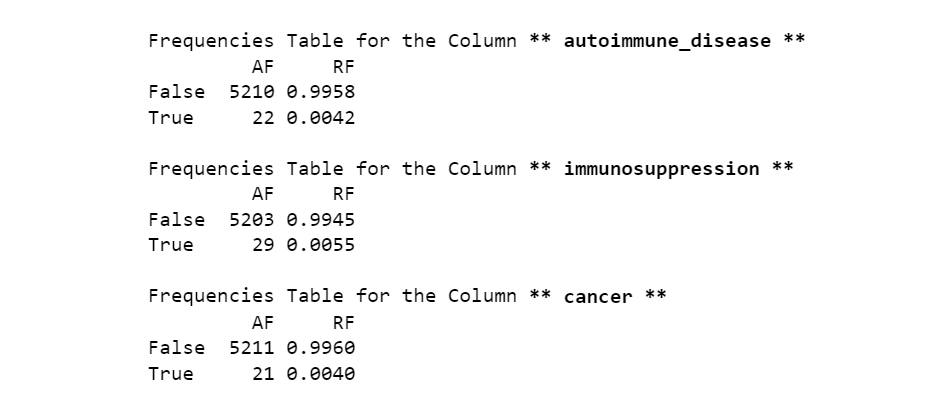 Frequencies Table for the Column ** autoimmune_disease **
AF RF
False 5210 0.9958
True 22 0.0042
Frequencies Table for the Column ** immunosuppression **
AF RF
False 5203 0.9945
True 29 0.0055
Frequencies Table for the Column ** cancer **
AF RF
False 5211 0.9960
True 21 0.0040